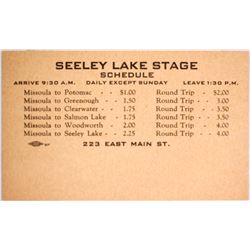 SEELEY LAKE STAGE
SCHEDULE
ARRIVE 9:30 A.M. DAILY EXCEPT SUNDAY LEAVE 1:30 P.M.
Missoula to Potomac - $1.00 Round Trip - $2.00
Missoula to Greenough - 1.50 Round Trip - 3.00
Missoula to Clearwater - 1.75 Round Trip - 3.50
Missoula to Salmon Lake - 1.75 Round Trip - 3.50
Missoula to Woodworth - 2.00 Round Trip - 4.00
Missoula to Seeley Lake - 2.25 Round Trip - 4.00
223 EAST MAIN ST.